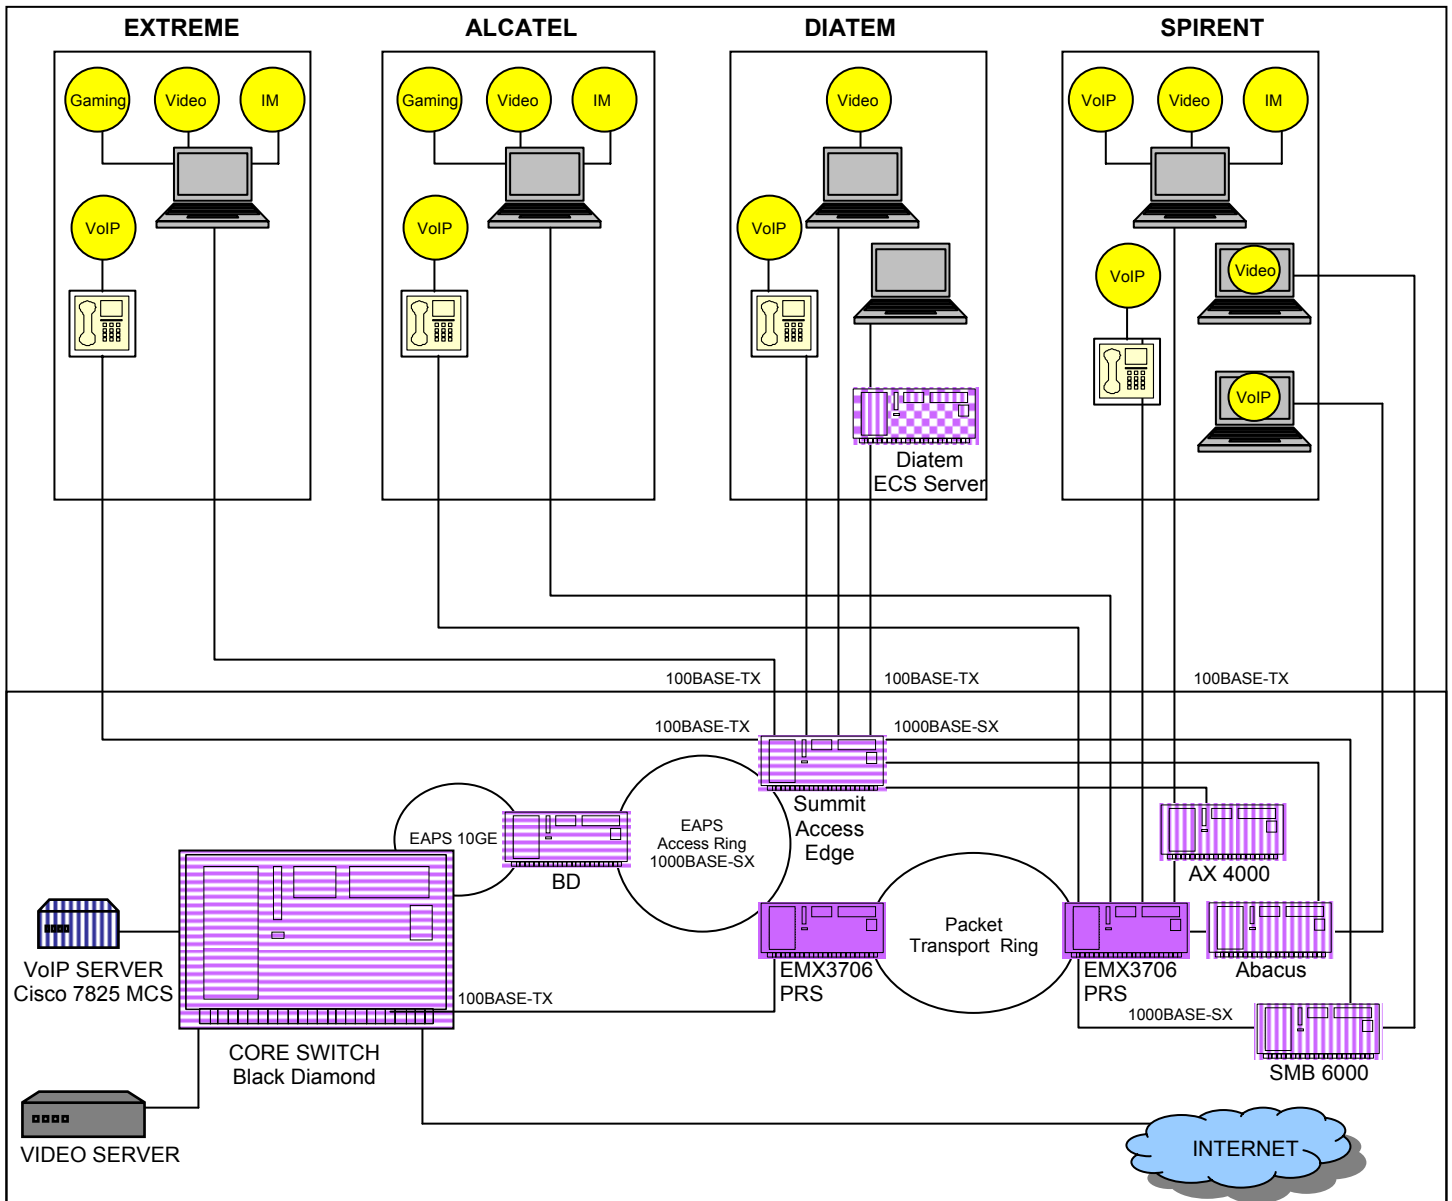 EXTREME
ALCATEL
DIATEM
SPIRENT
Gaming
Video
IM
Gaming
Video
IM
Video
VoIP
Video
IM
VoIP
VoIP
VoIP
VoIP
Video
VoIP
Diatem
ECS Server
100BASE-TX
100BASE-TX
100BASE-TX
100BASE-TX
1000BASE-SX
Summit
Access
Edge
EAPS 10GE
EAPS
Access Ring
1000BASE-SX
BD
AX 4000
Packet
Transport Ring
EMX3706
PRS
EMX3706
PRS
Abacus
VoIP SERVER
Cisco 7825 MCS
100BASE-TX
1000BASE-SX
CORE SWITCH
Black Diamond
SMB 6000
VIDEO SERVER
INTERNET